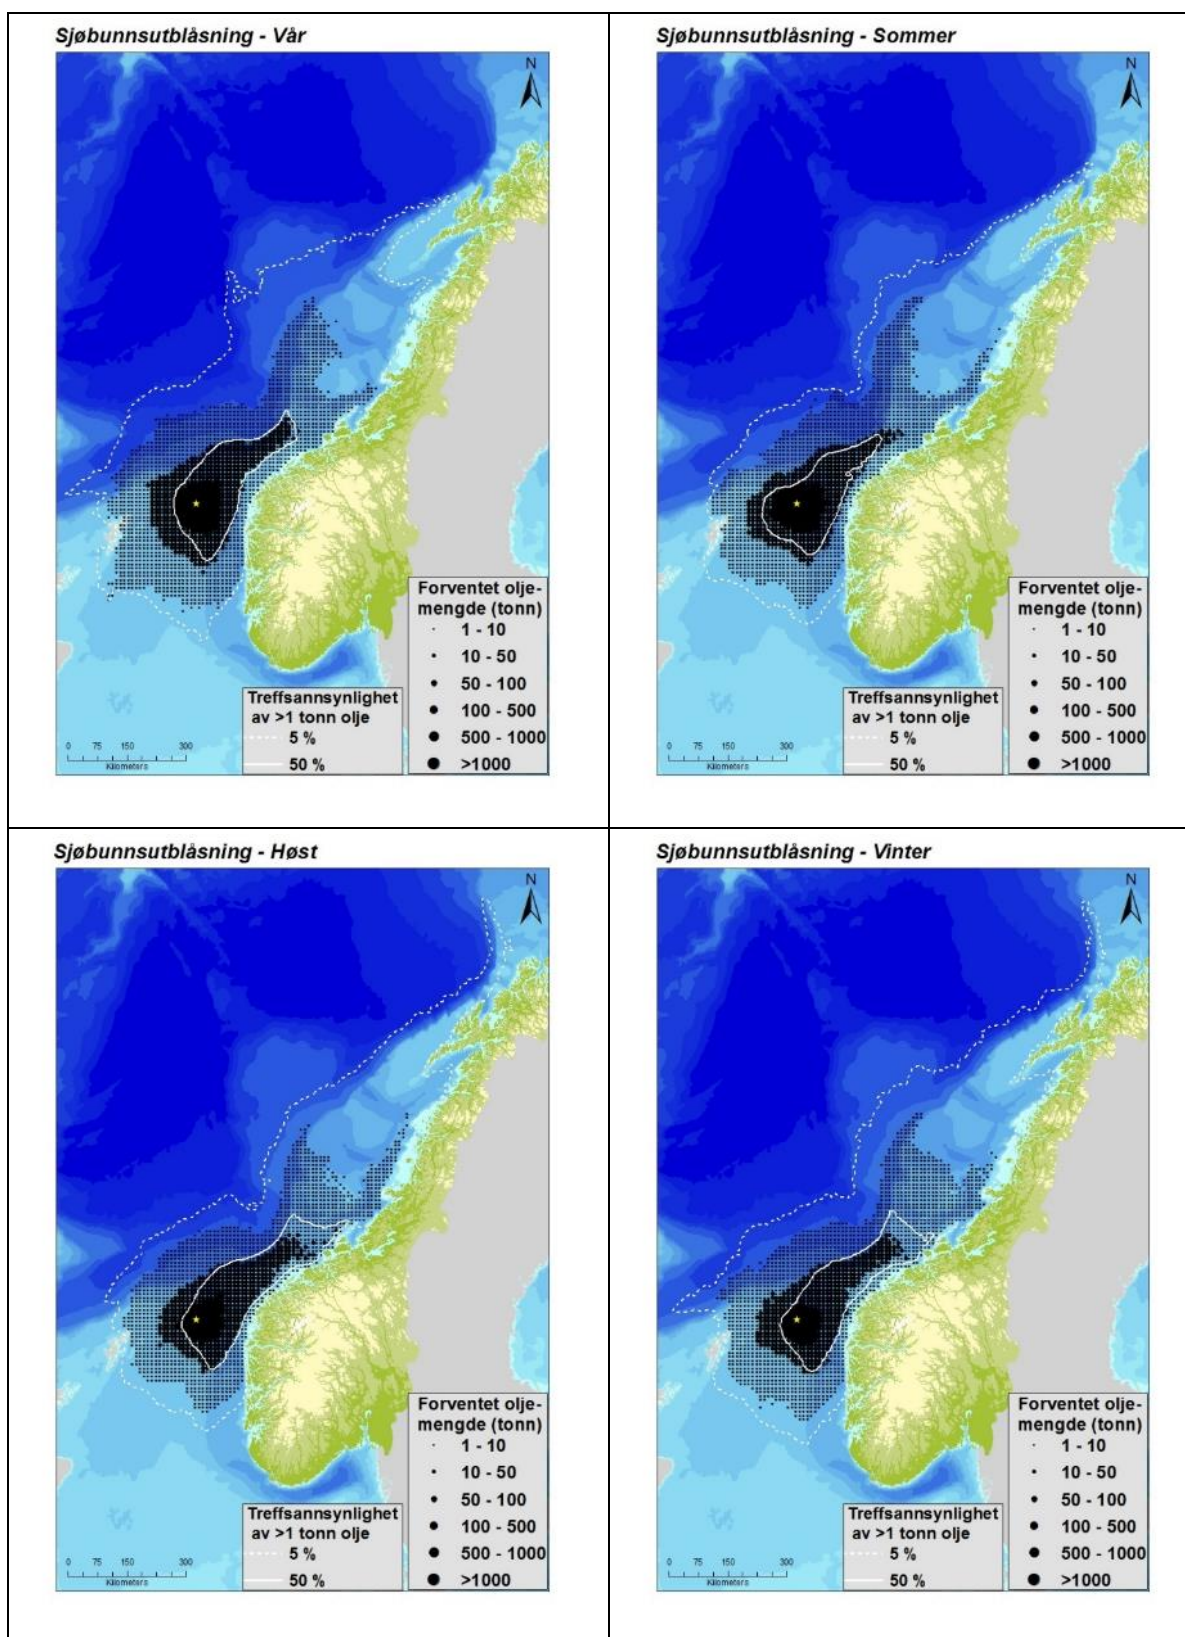 Sjøbunnsutblåsning - Vår
N
Forventet olje-
mengde (tonn)
1 - 10
10 - 50
50 - 100
100 - 500
500 - 1000
>1000
Treffsannsynlighet
av >1 tonn olje
5 %
50 %
0 75 150 300
Kilometers
Sjøbunnsutblåsning - Sommer
N
Forventet olje-
mengde (tonn)
1 - 10
10 - 50
50 - 100
100 - 500
500 - 1000
>1000
Treffsannsynlighet
av >1 tonn olje
5 %
50 %
0 75 150 300
Kilometers
Sjøbunnsutblåsning - Høst
N
Forventet olje-
mengde (tonn)
1 - 10
10 - 50
50 - 100
100 - 500
500 - 1000
>1000
Treffsannsynlighet
av >1 tonn olje
5 %
50 %
0 75 150 300
Kilometers
Sjøbunnsutblåsning - Vinter
N
Forventet olje-
mengde (tonn)
1 - 10
10 - 50
50 - 100
100 - 500
500 - 1000
>1000
Treffsannsynlighet
av >1 tonn olje
5 %
50 %
0 75 150 300
Kilometers